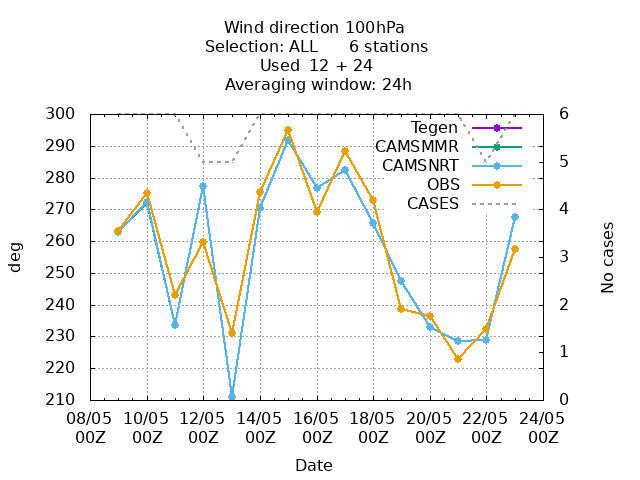 Wind direction 100hPa
Selection: ALL 6 stations
Used 12 + 24
Averaging window: 24h
300
290
280
270
260
250
240
230
220
210
deg
6
5
4
3
2
1
0
No cases
Tegen
CAMSMMR
CAMSNRT
OBS
CASES
08/05 10/05 12/05 14/05 16/05 18/05 20/05 22/05 24/05
00Z 00Z 00Z 00Z 00Z 00Z 00Z 00Z 00Z
Date